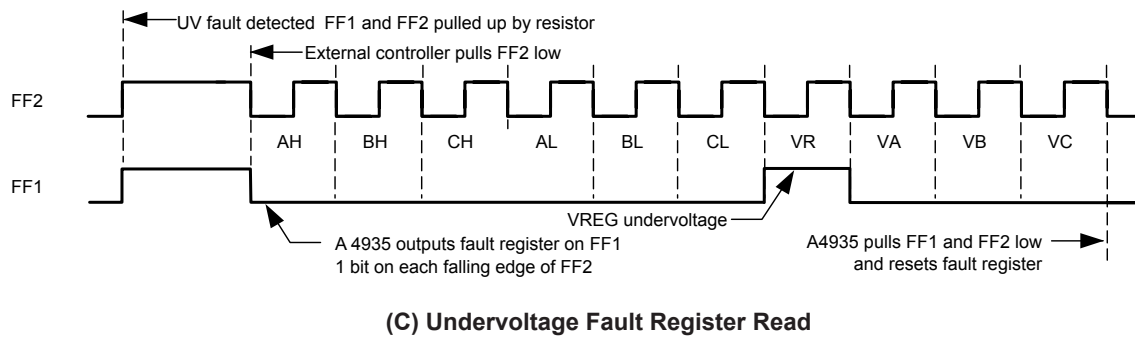 UV fault detected FF1 and FF2 pulled up by resistor
External controller pulls FF2 low
FF2
AH BH CH AL BL CL VR VA VB VC
FF1
VREG undervoltage
A 4935 outputs fault register on FF1
1 bit on each falling edge of FF2
A4935 pulls FF1 and FF2 low
and resets fault register
(C) Undervoltage Fault Register Read